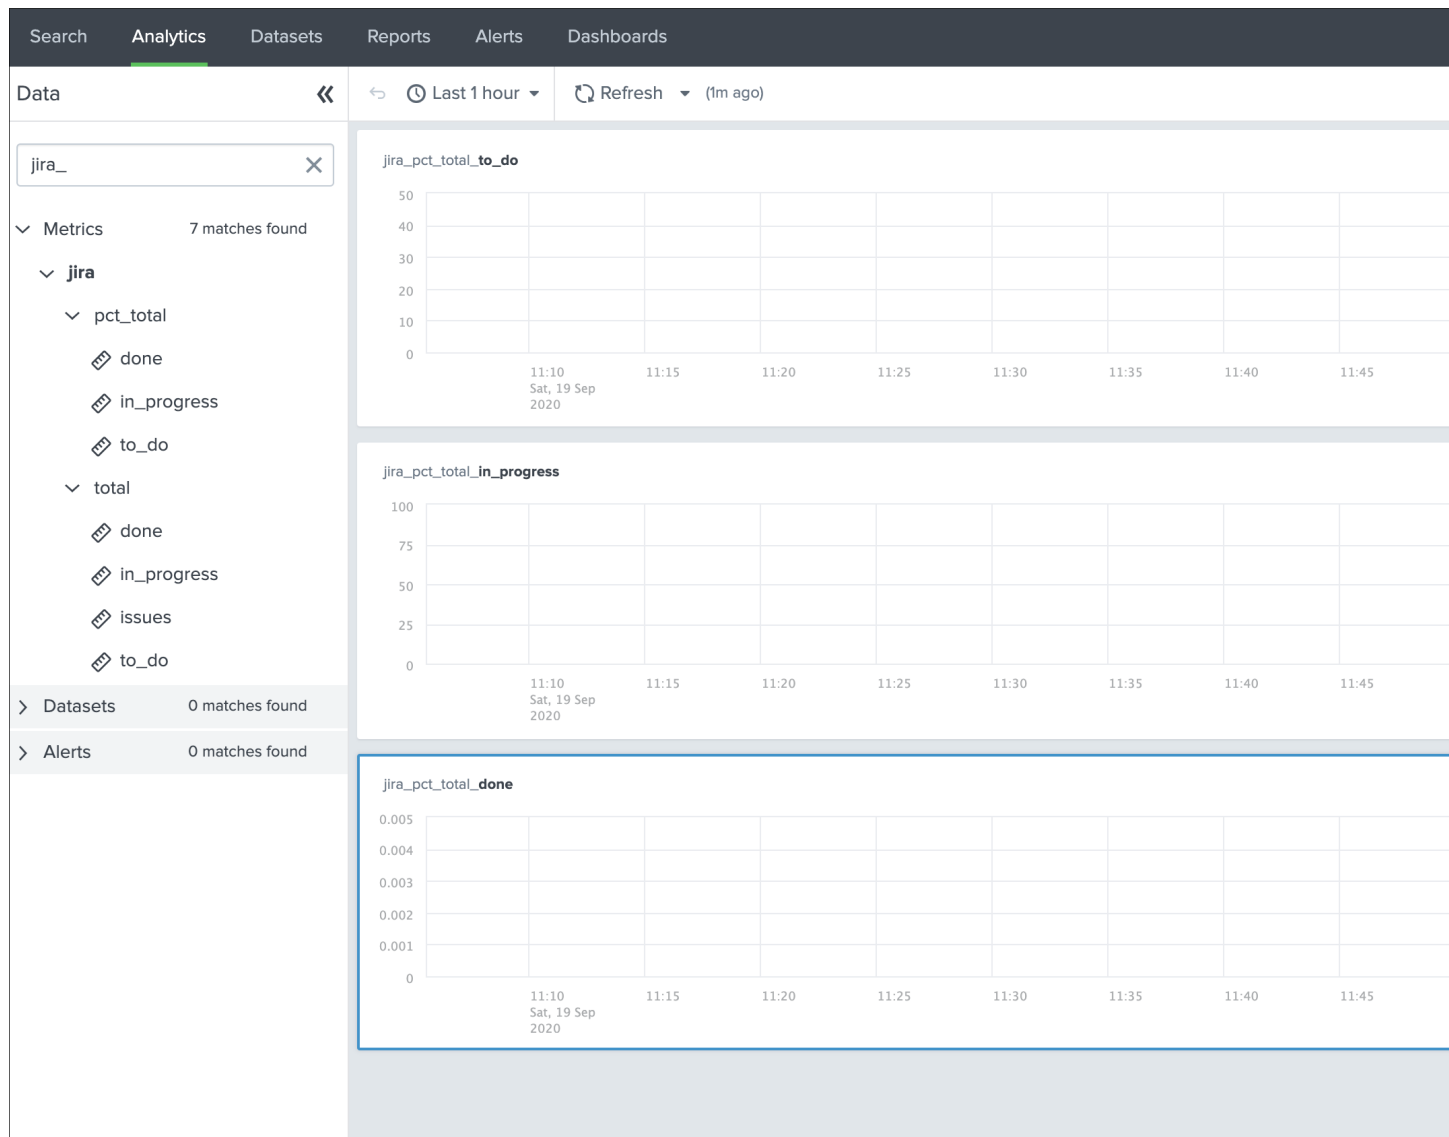 Search Analytics Datasets Reports Alerts Dashboards
Data
Last 1 hour Refresh (1m ago)
jira_
Metrics 7 matches found
jira
pct_total
done
in_progress
to_do
total
done
in_progress
issues
to_do
Datasets 0 matches found
Alerts 0 matches found
jira_pct_total_to_do
50
40
30
20
10
0
11:10 11:15 11:20 11:25 11:30 11:35 11:40 11:45
Sat, 19 Sep
2020
jira_pct_total_in_progress
100
75
50
25
0
11:10 11:15 11:20 11:25 11:30 11:35 11:40 11:45
Sat, 19 Sep
2020
jira_pct_total_done
0.005
0.004
0.003
0.002
0.001
0
11:10 11:15 11:20 11:25 11:30 11:35 11:40 11:45
Sat, 19 Sep
2020